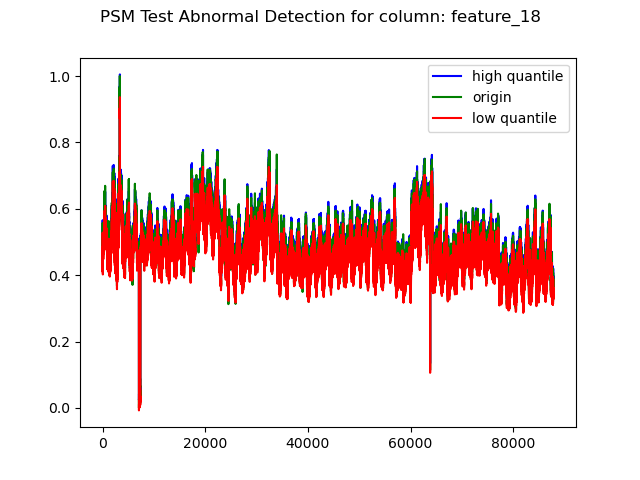 PSM Test Abnormal Detection for column: feature_18
high quantile
origin
low quantile
1.0
0.8
0.6
0.4
0.2
0.0
0 20000 40000 60000 80000